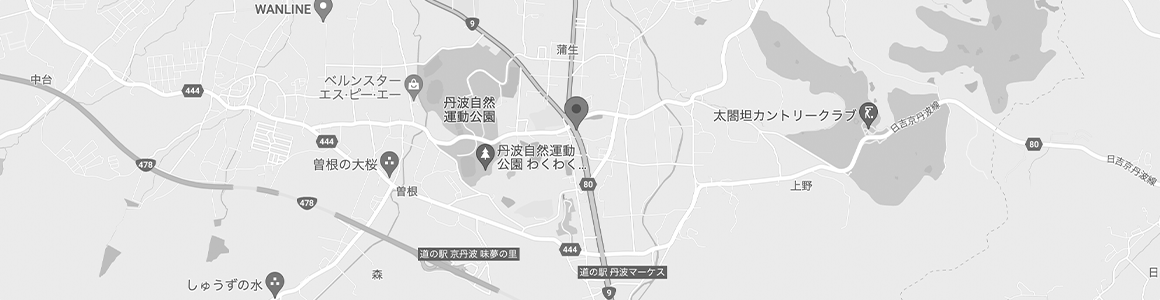 WANLINE
9
蒲生
中台
444
ベルンスター
エス·ピー·エー
丹波自然
運動公園
太閤坦カントリークラブ
日吉京丹波線
444
80
478
曽根の大桜
丹波自然運動
公園 わくわく...
日吉京丹波線
曽根
80
上野
478
444
道の駅 京丹波 味夢の里
森
道の駅 丹波マーケス
しゅうずの水
9